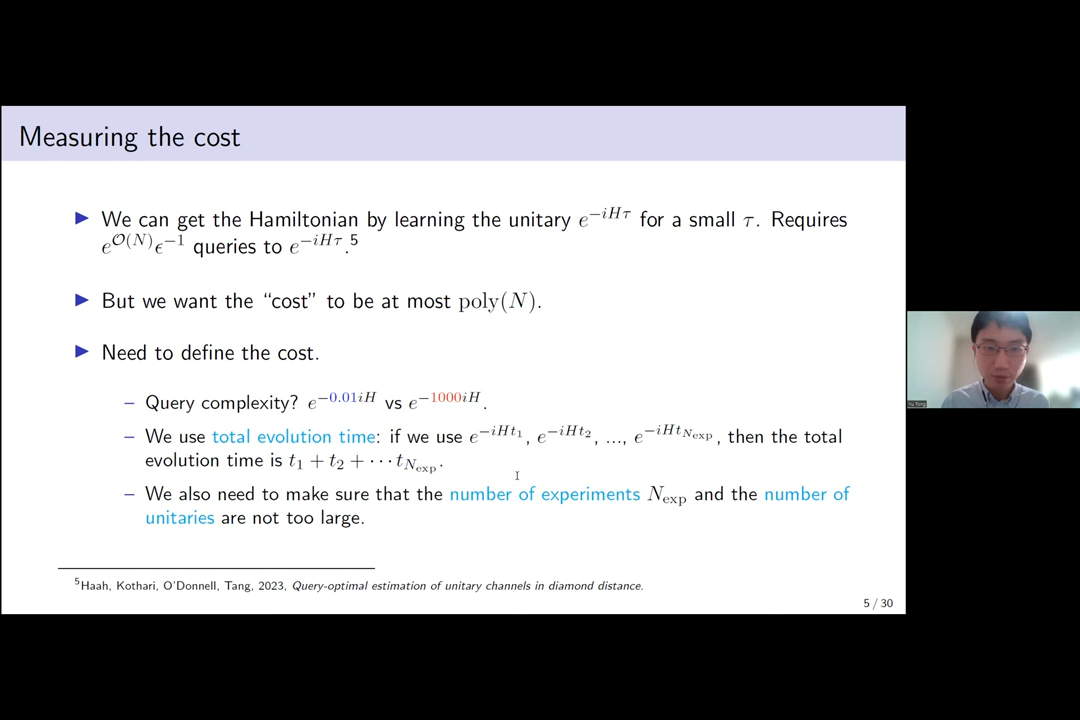 Measuring the cost
▶ We can get the Hamiltonian by learning the unitary e^{-iHτ} for a small τ. Requires
e^{𝒪(N)}ϵ^{-1} queries to e^{-iHτ}.⁵
▶ But we want the “cost” to be at most poly(N).
▶ Need to define the cost.
– Query complexity? e^{-0.01iH} vs e^{-1000iH}.
– We use total evolution time: if we use e^{-iHt_1}, e^{-iHt_2}, ..., e^{-iHt_{N_exp}}, then the total
evolution time is t_1 + t_2 + ⋯ t_{N_exp}.
– We also need to make sure that the number of experiments N_exp and the number of
unitaries are not too large.
⁵Haah, Kothari, O'Donnell, Tang, 2023, Query-optimal estimation of unitary channels in diamond distance.
5 / 30
Yu Tong